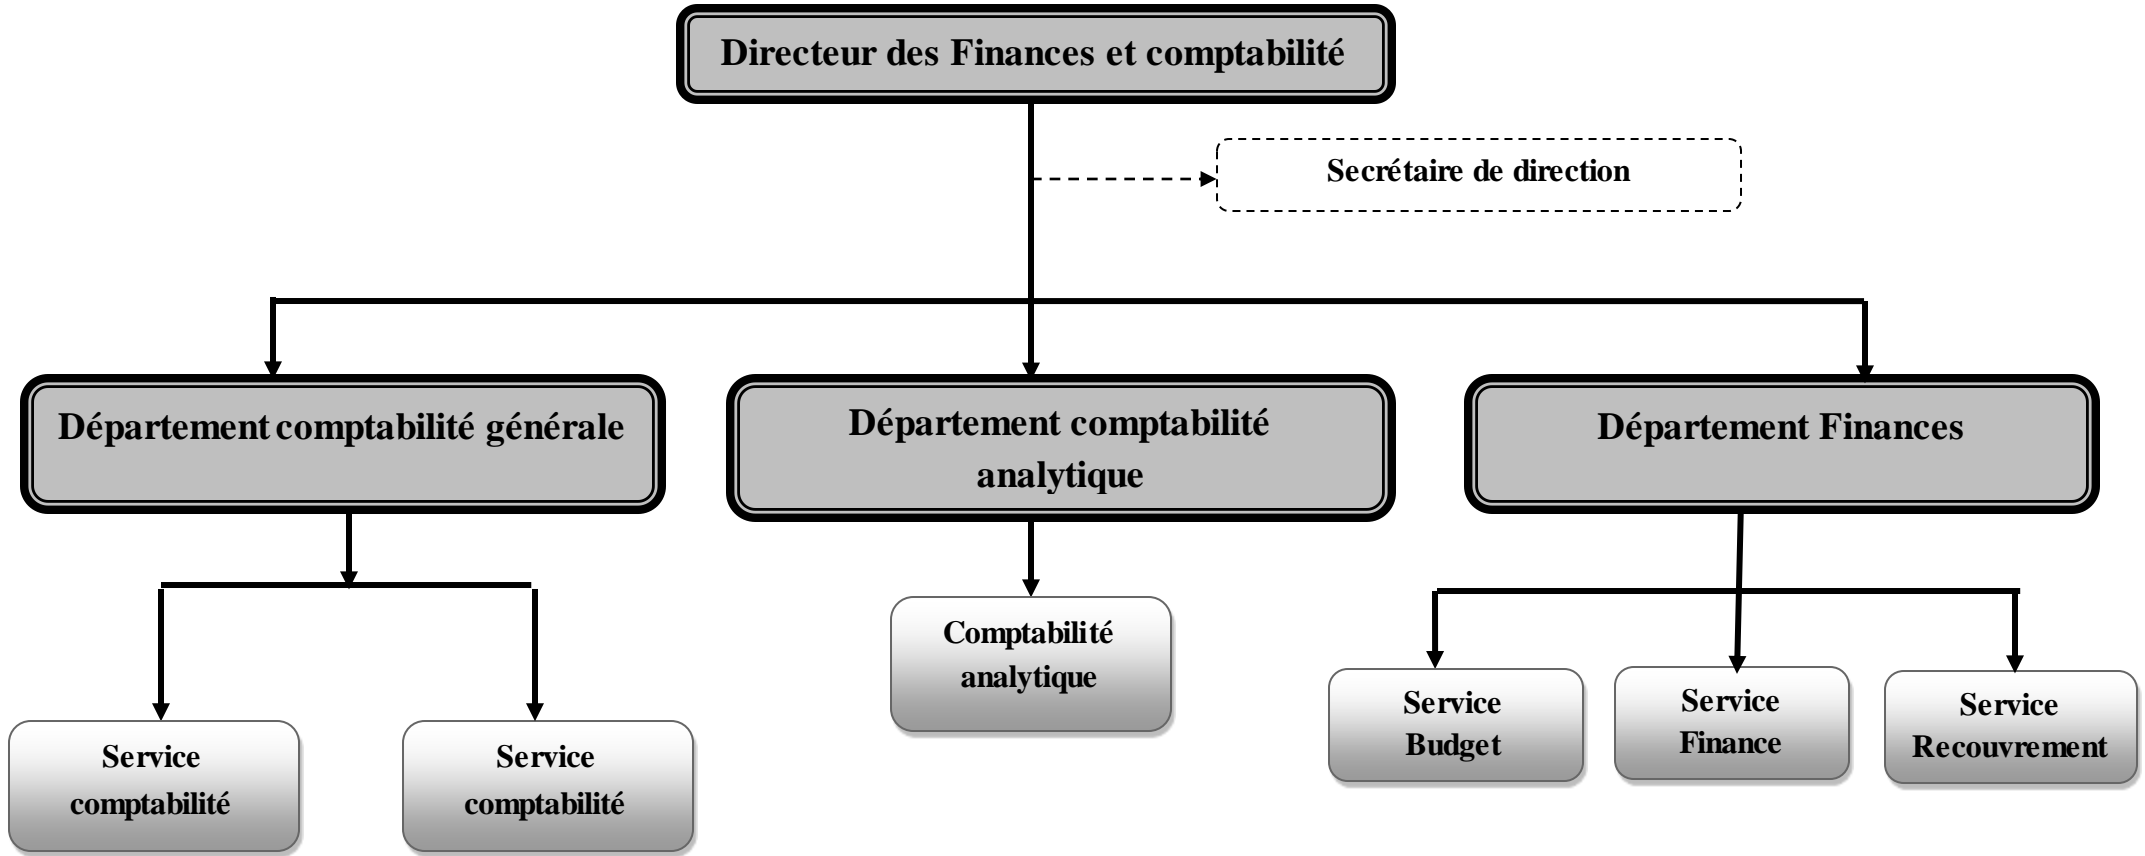 Directeur des Finances et comptabilité
Secrétaire de direction
Département comptabilité générale
Département comptabilité
analytique
Département Finances
Comptabilité
analytique
Service
Budget
Service
Finance
Service
Recouvrement
Service
comptabilité
Service
comptabilité